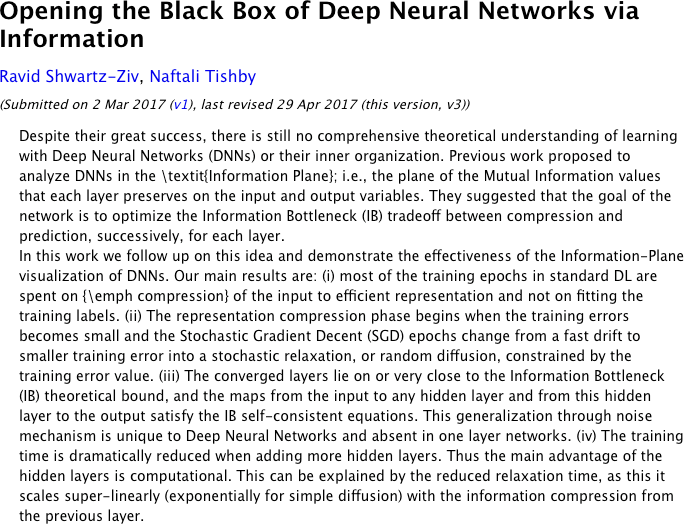 Opening the Black Box of Deep Neural Networks via
Information
Ravid Shwartz-Ziv, Naftali Tishby
(Submitted on 2 Mar 2017 (v1), last revised 29 Apr 2017 (this version, v3))
Despite their great success, there is still no comprehensive theoretical understanding of learning
with Deep Neural Networks (DNNs) or their inner organization. Previous work proposed to
analyze DNNs in the \textit{Information Plane}; i.e., the plane of the Mutual Information values
that each layer preserves on the input and output variables. They suggested that the goal of the
network is to optimize the Information Bottleneck (IB) tradeoff between compression and
prediction, successively, for each layer.
In this work we follow up on this idea and demonstrate the effectiveness of the Information-Plane
visualization of DNNs. Our main results are: (i) most of the training epochs in standard DL are
spent on {\emph compression} of the input to efficient representation and not on fitting the
training labels. (ii) The representation compression phase begins when the training errors
becomes small and the Stochastic Gradient Decent (SGD) epochs change from a fast drift to
smaller training error into a stochastic relaxation, or random diffusion, constrained by the
training error value. (iii) The converged layers lie on or very close to the Information Bottleneck
(IB) theoretical bound, and the maps from the input to any hidden layer and from this hidden
layer to the output satisfy the IB self-consistent equations. This generalization through noise
mechanism is unique to Deep Neural Networks and absent in one layer networks. (iv) The training
time is dramatically reduced when adding more hidden layers. Thus the main advantage of the
hidden layers is computational. This can be explained by the reduced relaxation time, as this it
scales super-linearly (exponentially for simple diffusion) with the information compression from
the previous layer.